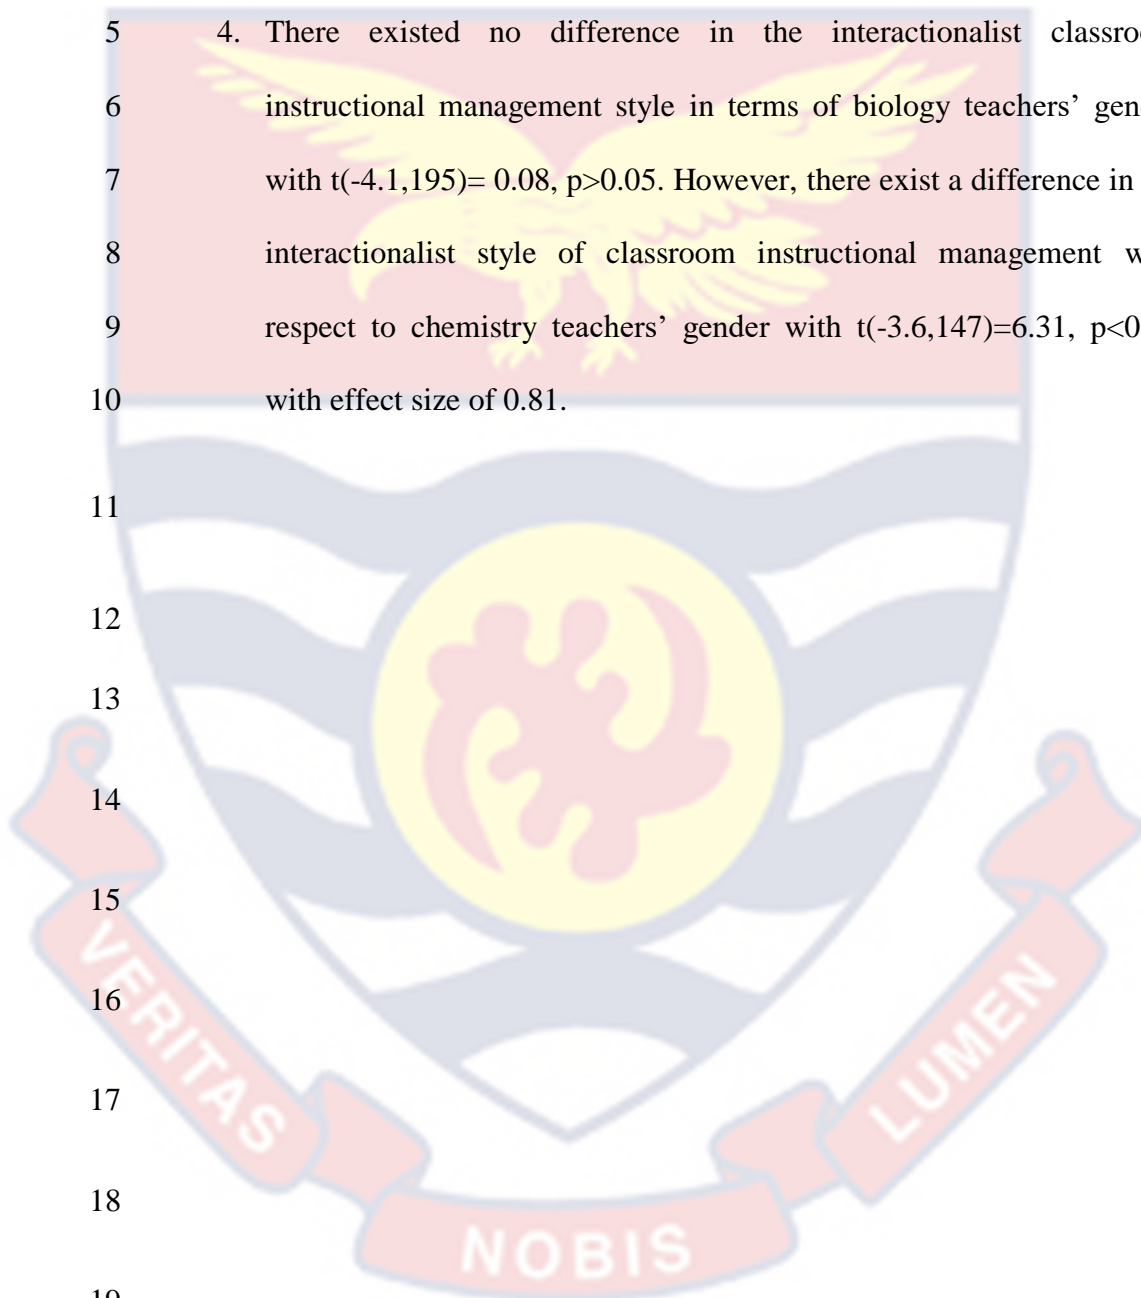 5 4. There existed no difference in the interactionalist
6 instructional management style in terms of biology teachers’
7 with t(-4.1,195)= 0.08, p>0.05. However, there exist a difference in
8 interactionalist style of classroom instructional management
9 respect to chemistry teachers’ gender with t(-3.6,147)=6.31,
10 with effect size of 0.81.
11
12
13
14
15
16
17
18
VERITAS
NOBIS
LUMEN